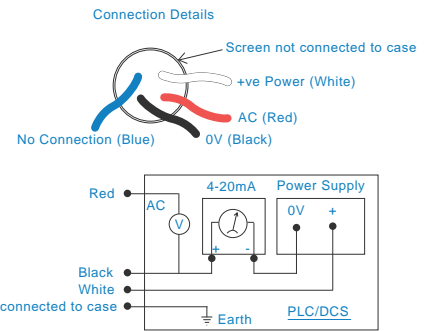 Connection Details
Screen not connected to case
+ve Power (White)
AC (Red)
No Connection (Blue)
0V (Black)
Red
AC
V
4-20mA
+ -
Power Supply
0V +
Black
White
connected to case
Earth
PLC/DCS